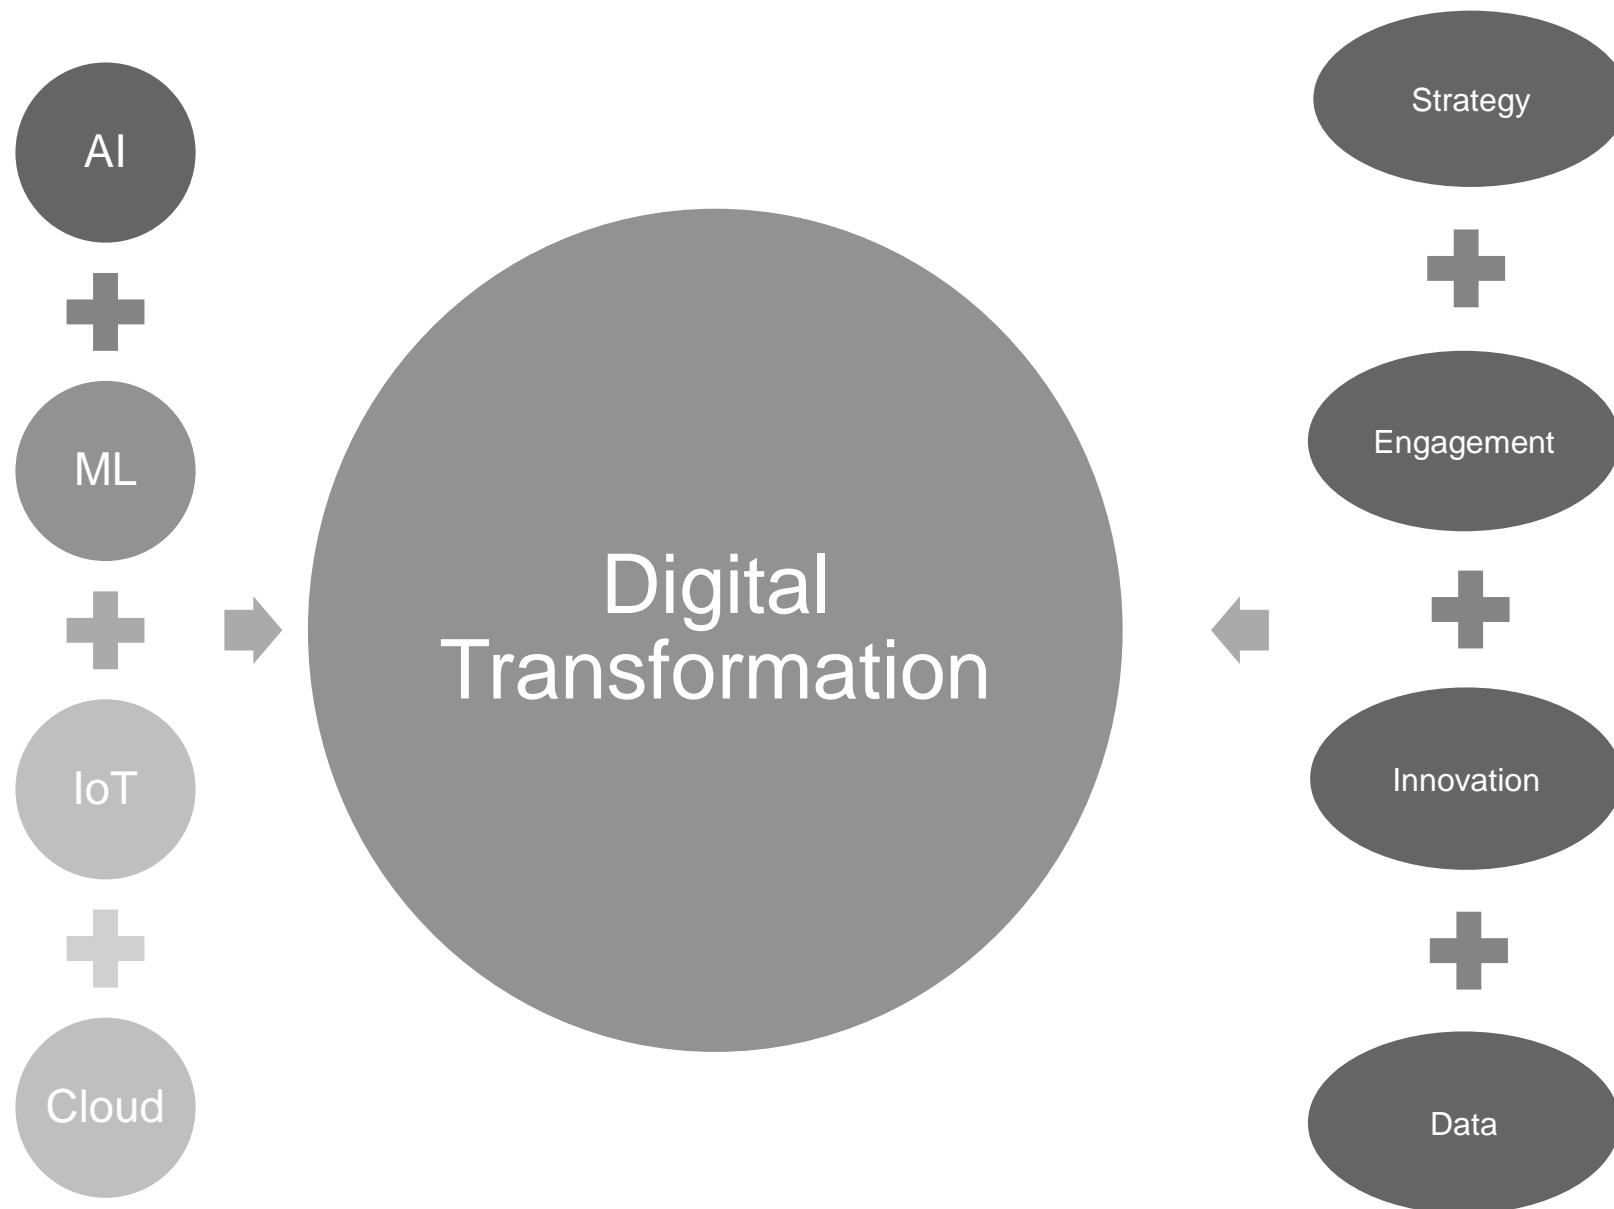 AI
ML
IoT
Cloud
Digital
Transformation
Strategy
Engagement
Innovation
Data